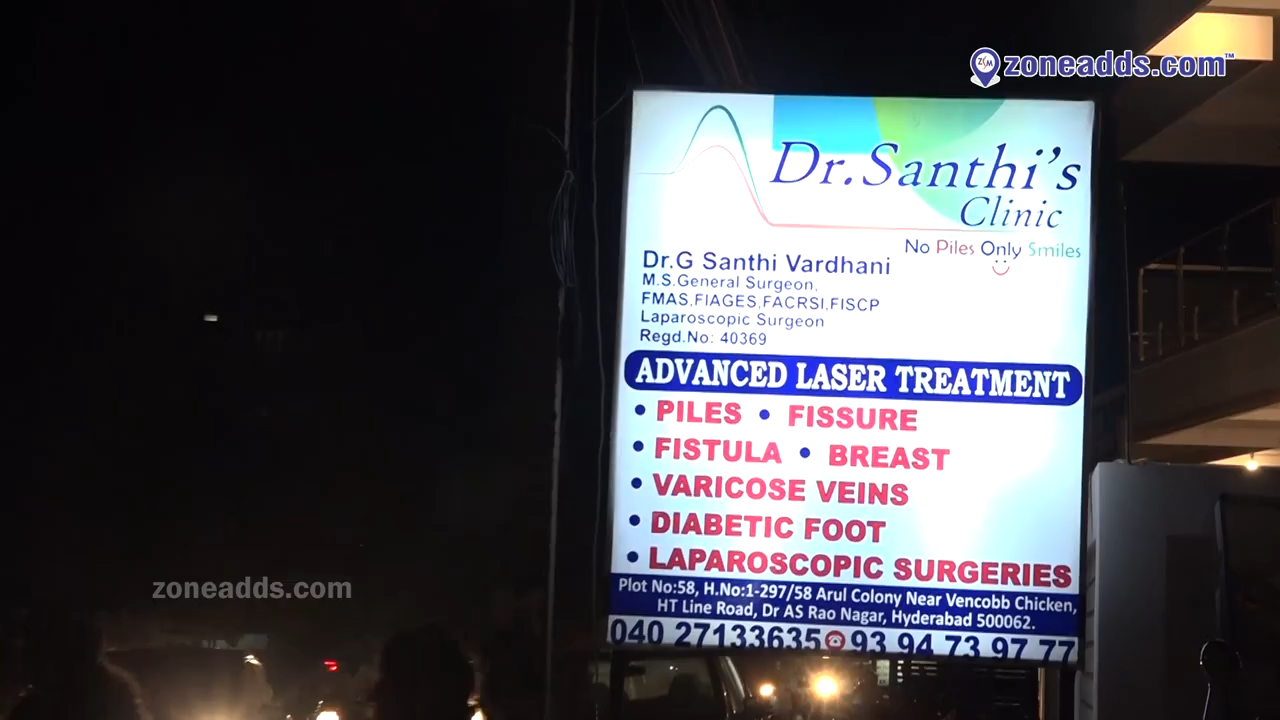 ZSM zoneadds.com™
Dr.Santhi's
Clinic
No Piles Only Smiles
Dr.G Santhi Vardhani
M.S.General Surgeon,
FMAS,FIAGES,FACRSI,FISCP
Laparoscopic Surgeon
Regd.No: 40369
ADVANCED LASER TREATMENT
• PILES • FISSURE
• FISTULA • BREAST
• VARICOSE VEINS
• DIABETIC FOOT
• LAPAROSCOPIC SURGERIES
Plot No:58, H.No:1-297/58 Arul Colony Near Vencobb Chicken,
HT Line Road, Dr AS Rao Nagar, Hyderabad 500062.
040 27133635 93 94 73 97 77
zoneadds.com